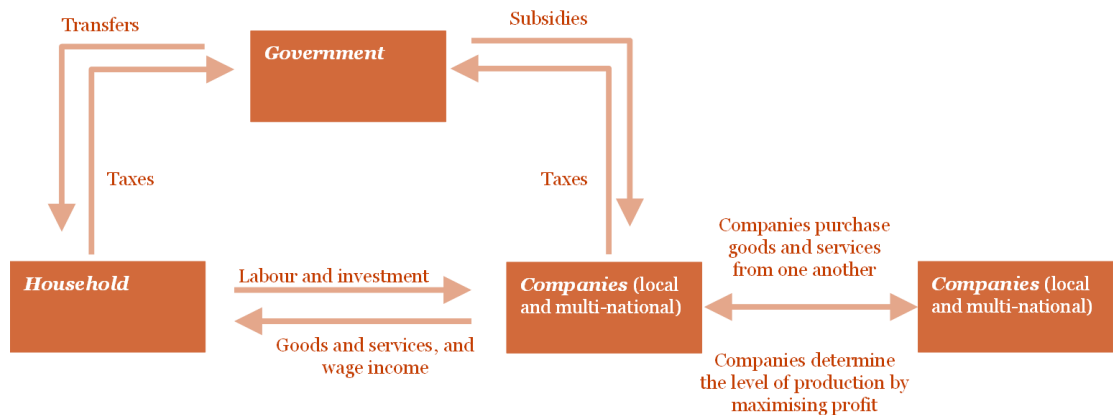 Transfers
Subsidies
Government
Taxes
Taxes
Companies purchase
goods and services
from one another
Household
Labour and investment
Companies (local
and multi-national)
Companies (local
and multi-national)
Goods and services, and
wage income
Companies determine
the level of production by
maximising profit